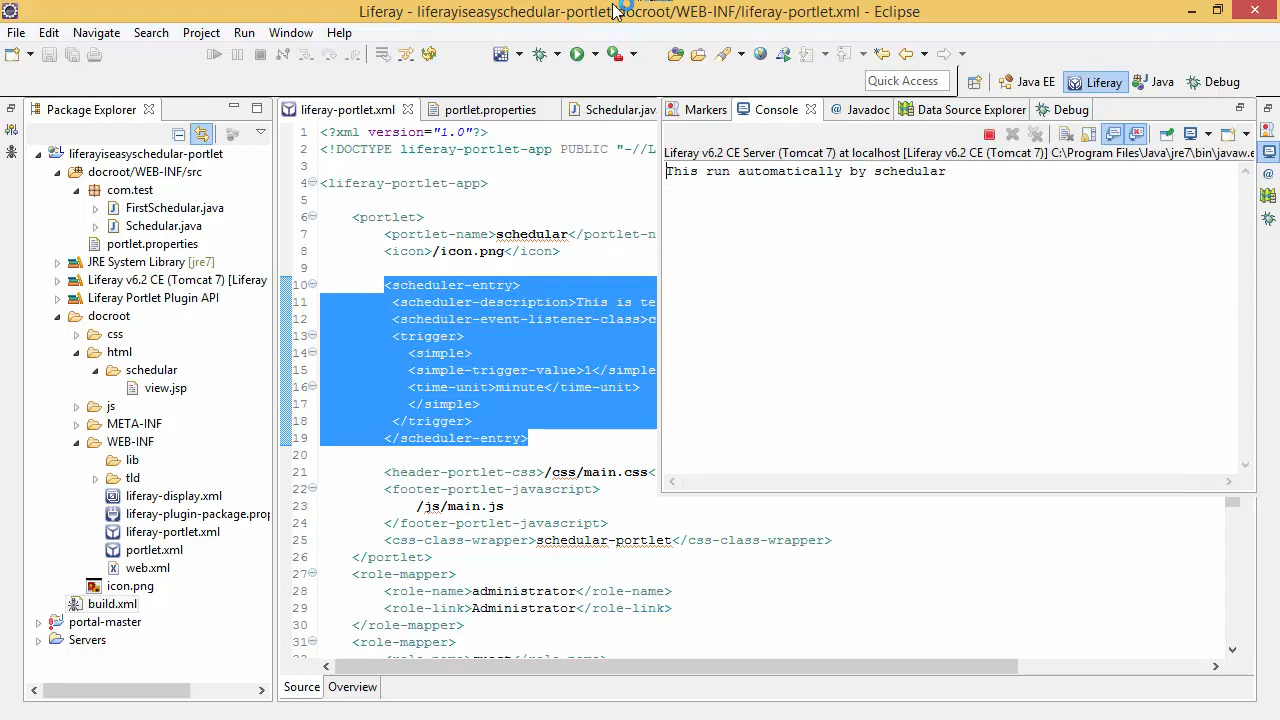 Liferay - liferayiseasyschedular-portlet/docroot/WEB-INF/liferay-portlet.xml - Eclipse
File Edit Navigate Search Project Run Window Help
Quick Access
Java EE
Liferay
Java
Debug
Package Explorer
liferay-portlet.xml
portlet.properties
Schedular.jav
Markers
Console
Javadoc
Data Source Explorer
Debug
Liferay v6.2 CE Server (Tomcat 7) at localhost [Liferay v6.2 CE (Tomcat 7)] C:\Program Files\Java\jre7\bin\javaw.e
This run automatically by schedular
liferayiseasyschedular-portlet
docroot/WEB-INF/src
com.test
FirstSchedular.java
Schedular.java
portlet.properties
JRE System Library [jre7]
Liferay v6.2 CE (Tomcat 7) [Liferay
Liferay Portlet Plugin API
docroot
css
html
schedular
view.jsp
js
META-INF
WEB-INF
lib
tld
liferay-display.xml
liferay-plugin-package.prop
liferay-portlet.xml
portlet.xml
web.xml
icon.png
build.xml
portal-master
Servers
1 <?xml version="1.0"?>
2 <!DOCTYPE liferay-portlet-app PUBLIC "-//L
3
4 <liferay-portlet-app>
5
6 <portlet>
7 <portlet-name>schedular</portlet-n
8 <icon>/icon.png</icon>
9
10 <scheduler-entry>
11 <scheduler-description>This is te
12 <scheduler-event-listener-class>c
13 <trigger>
14 <simple>
15 <simple-trigger-value>1</simple
16 <time-unit>minute</time-unit>
17 </simple>
18 </trigger>
19 </scheduler-entry>
20
21 <header-portlet-css>/css/main.css<
22 <footer-portlet-javascript>
23 /js/main.js
24 </footer-portlet-javascript>
25 <css-class-wrapper>schedular-portlet</css-class-wrapper>
26 </portlet>
27 <role-mapper>
28 <role-name>administrator</role-name>
29 <role-link>Administrator</role-link>
30 </role-mapper>
31 <role-mapper>
Source Overview